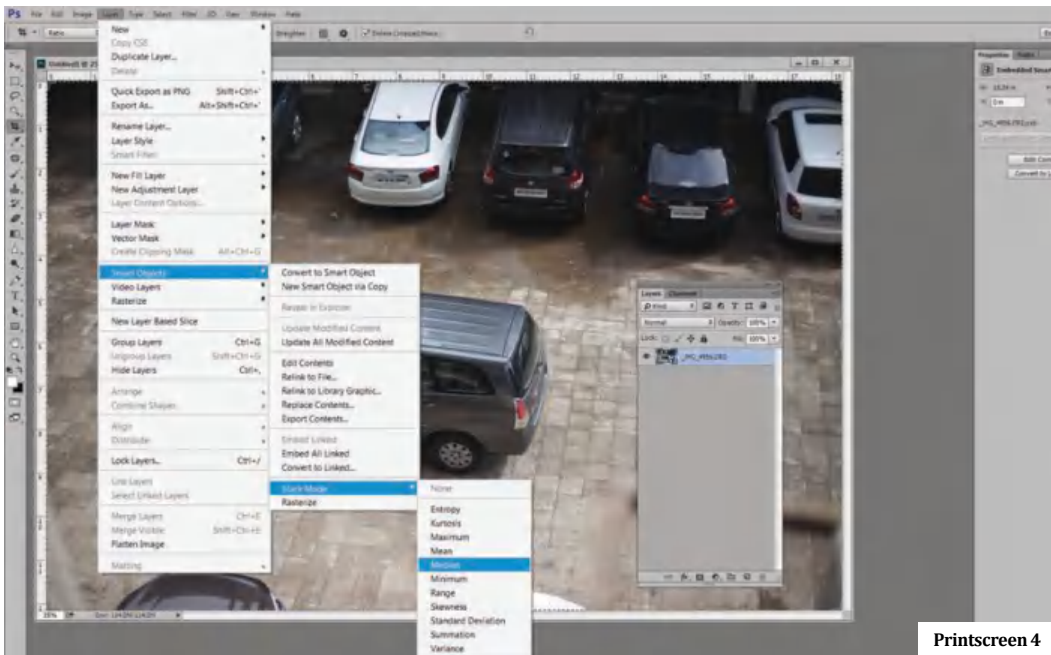 Ps File Edit Image Layer Type Select Filter 3D View Window Help
Ratio
Straighten
Delete Cropped Pixels
New
Copy CSS
Duplicate Layer...
Delete
Quick Export as PNG Shift+Ctrl+'
Export As... Alt+Shift+Ctrl+'
Rename Layer...
Layer Style
Smart Filter
New Fill Layer
New Adjustment Layer
Layer Content Options...
Layer Mask
Vector Mask
Create Clipping Mask Alt+Ctrl+G
Smart Objects
Video Layers
Rasterize
New Layer Based Slice
Group Layers Ctrl+G
Ungroup Layers Shift+Ctrl+G
Hide Layers Ctrl+,
Arrange
Combine Shapes
Align
Distribute
Lock Layers... Ctrl+/
Link Layers
Select Linked Layers
Merge Layers Ctrl+E
Merge Visible Shift+Ctrl+E
Flatten Image
Matting
Convert to Smart Object
New Smart Object via Copy
Reveal in Explorer
Update Modified Content
Update All Modified Content
Edit Contents
Relink to File...
Relink to Library Graphic...
Replace Contents...
Export Contents...
Embed Linked
Embed All Linked
Convert to Linked...
Stack Mode
Rasterize
None
Entropy
Kurtosis
Maximum
Mean
Median
Minimum
Range
Skewness
Standard Deviation
Summation
Variance
Layers Channels
Kind
Normal Opacity: 100%
Lock: Fill: 100%
Properties
Embedded Smart
Edit Con
Convert to L
Printscreen 4